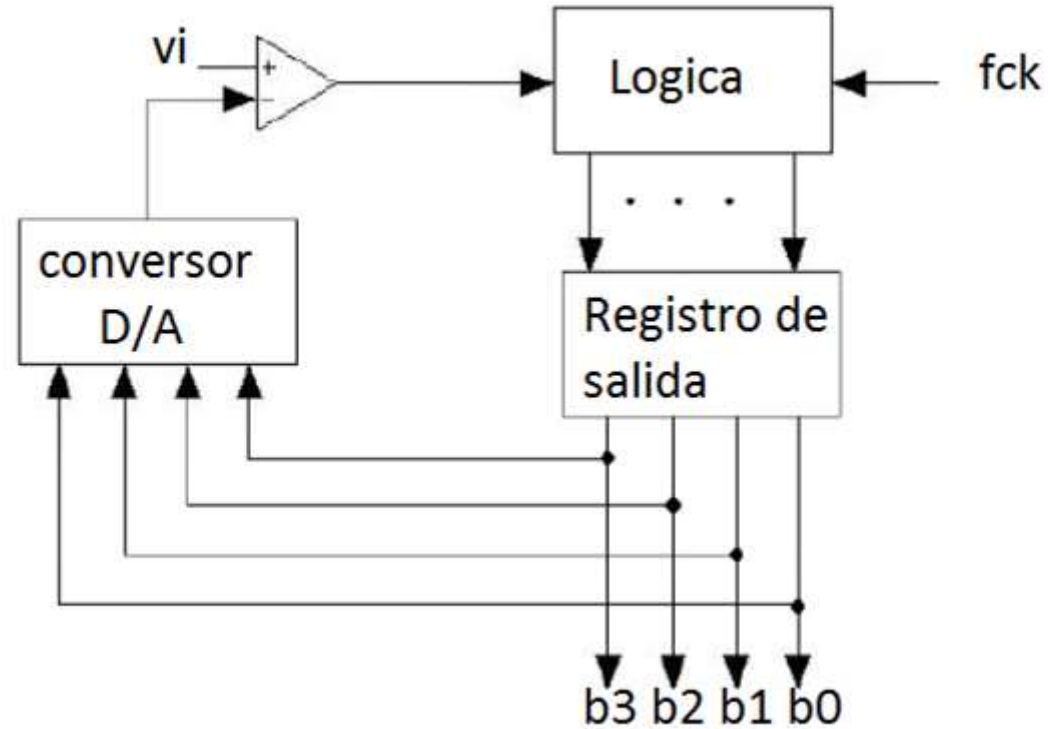 vi
+
-
Logica
fck
. . .
conversor
D/A
Registro de
salida
b3 b2 b1 b0